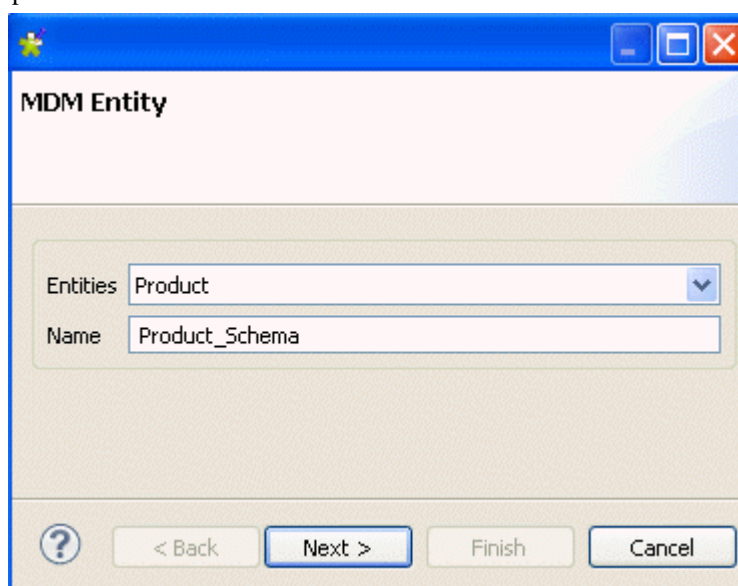 MDM Entity
Entities Product
Name Product_Schema
? < Back Next > Finish Cancel